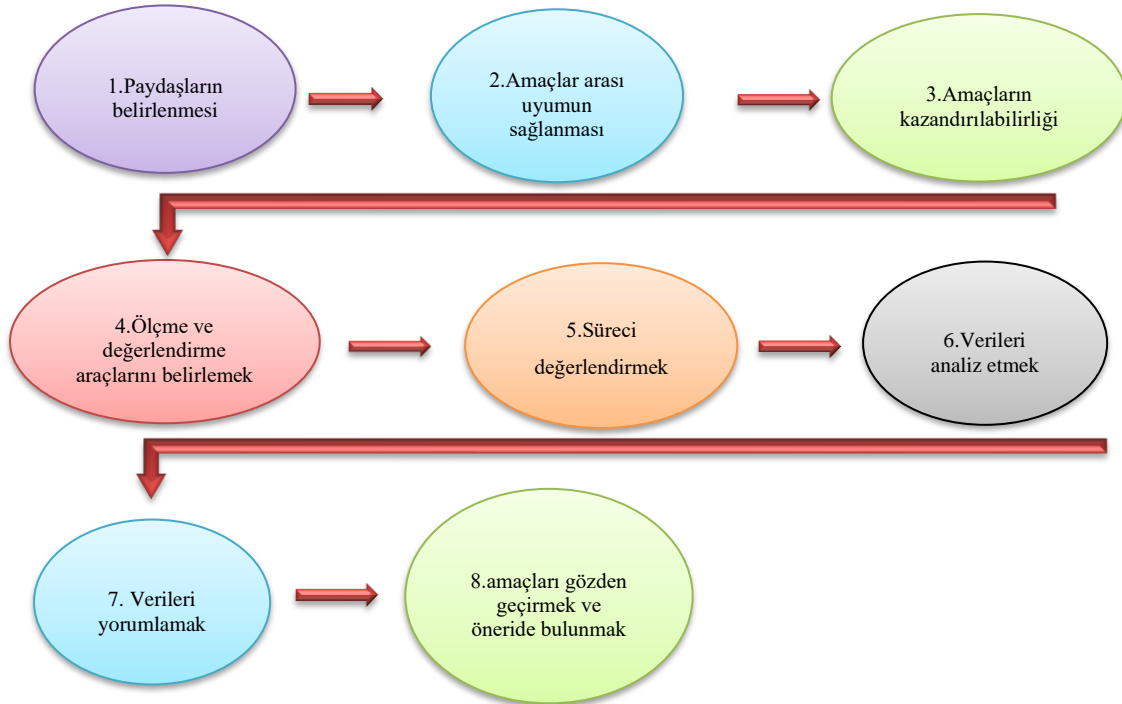 1.Paydaşların
belirlenmesi
2.Amaçlar arası
uyumun
sağlanması
3.Amaçların
kazandırılabilirliği
4.Ölçme ve
değerlendirme
araçlarını belirlemek
5.Süreci
değerlendirmek
6.Verileri
analiz etmek
7. Verileri
yorumlamak
8.amaçları gözden
geçirmek ve
öneride bulunmak